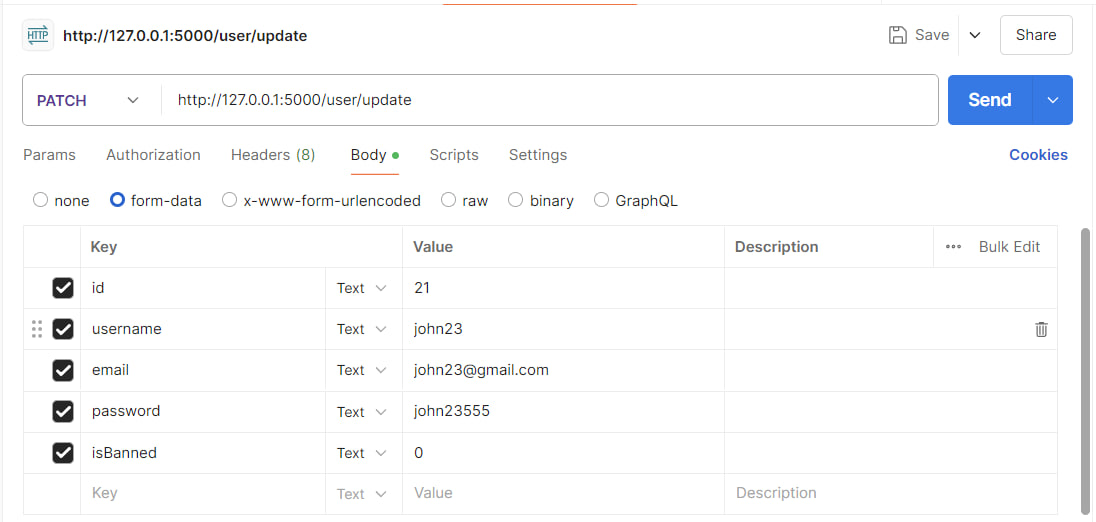 HTTP http://127.0.0.1:5000/user/update Save Share
PATCH http://127.0.0.1:5000/user/update Send
Params Authorization Headers (8) Body Scripts Settings Cookies
none form-data x-www-form-urlencoded raw binary GraphQL
Key Value Description ••• Bulk Edit
id Text 21
username Text john23
email Text john23@gmail.com
password Text john23555
isBanned Text 0
Key Text Value Description